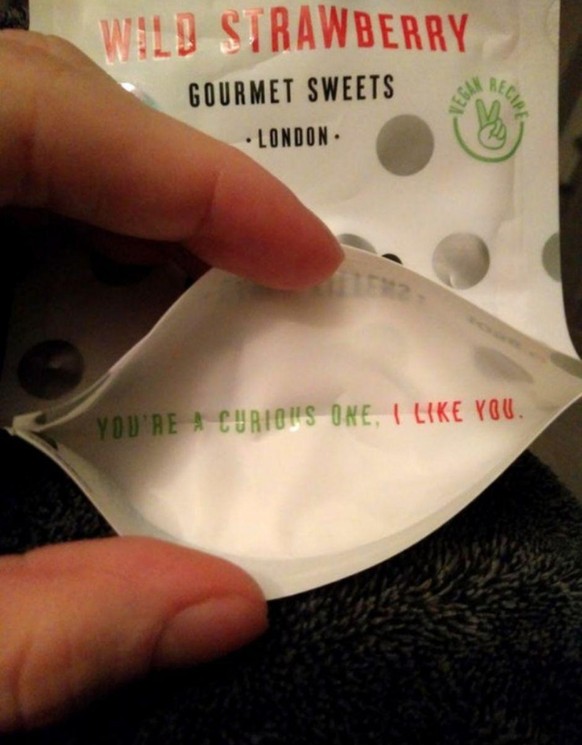 WILD STRAWBERRY
GOURMET SWEETS
·LONDON·
VEGAN RECIPE
YOU'RE A CURIOUS ONE, I LIKE YOU.